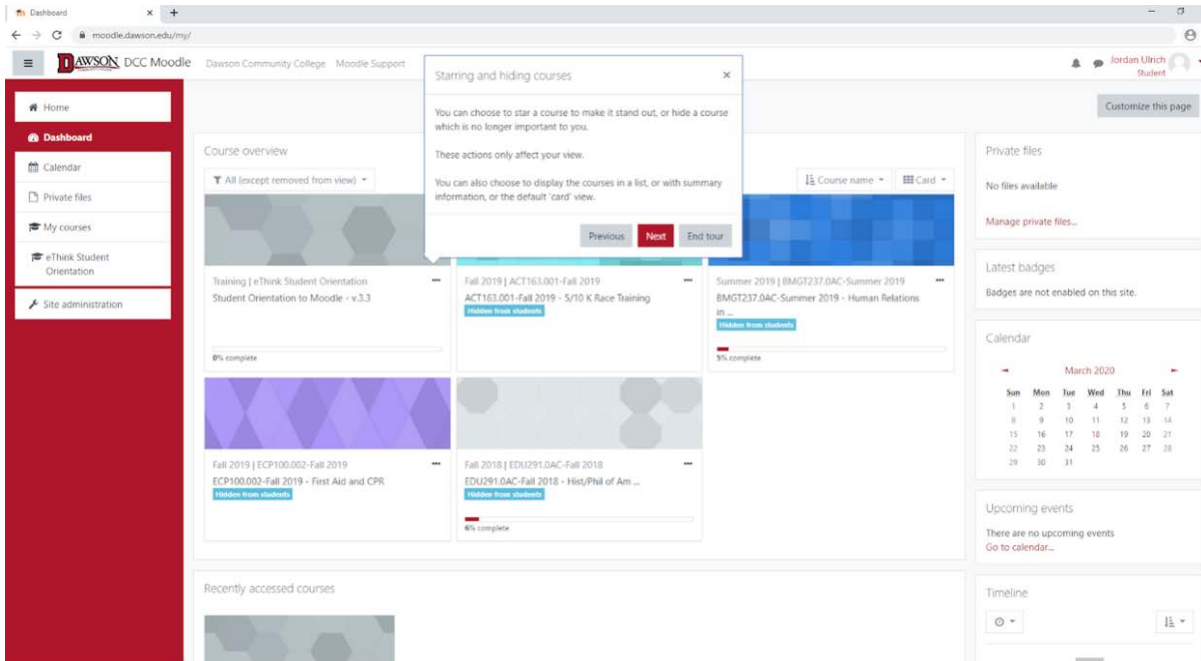 Dashboard
moodle.dawson.edu/my/
DAWSON DCC Moodle Dawson Community College Moodle Support
Jordan Ulrich
Student
Customize this page
Home
Dashboard
Calendar
Private files
My courses
eThink Student
Orientation
Site administration
Starring and hiding courses
You can choose to star a course to make it stand out, or hide a course
which is no longer important to you.
These actions only affect your view.
You can also choose to display the courses in a list, or with summary
information, or the default 'card' view.
Previous Next End tour
Course overview
All (except removed from view)
Course name Card
Training | eThink Student Orientation
Student Orientation to Moodle - v.3.3
0% complete
Fall 2019 | ACT163.001-Fall 2019
ACT163.001-Fall 2019 - 5/10 K Race Training
Hidden from students
Summer 2019 | BMGT237.0AC-Summer 2019
BMGT237.0AC-Summer 2019 - Human Relations
in ...
Hidden from students
5% complete
Fall 2019 | ECP100.002-Fall 2019
ECP100.002-Fall 2019 - First Aid and CPR
Hidden from students
Fall 2018 | EDU291.0AC-Fall 2018
EDU291.0AC-Fall 2018 - Hist/Phil of Am ...
Hidden from students
6% complete
Recently accessed courses
Private files
No files available
Manage private files...
Latest badges
Badges are not enabled on this site.
Calendar
March 2020
Sun Mon Tue Wed Thu Fri Sat
1 2 3 4 5 6 7
8 9 10 11 12 13 14
15 16 17 18 19 20 21
22 23 24 25 26 27 28
29 30 31
Upcoming events
There are no upcoming events
Go to calendar...
Timeline